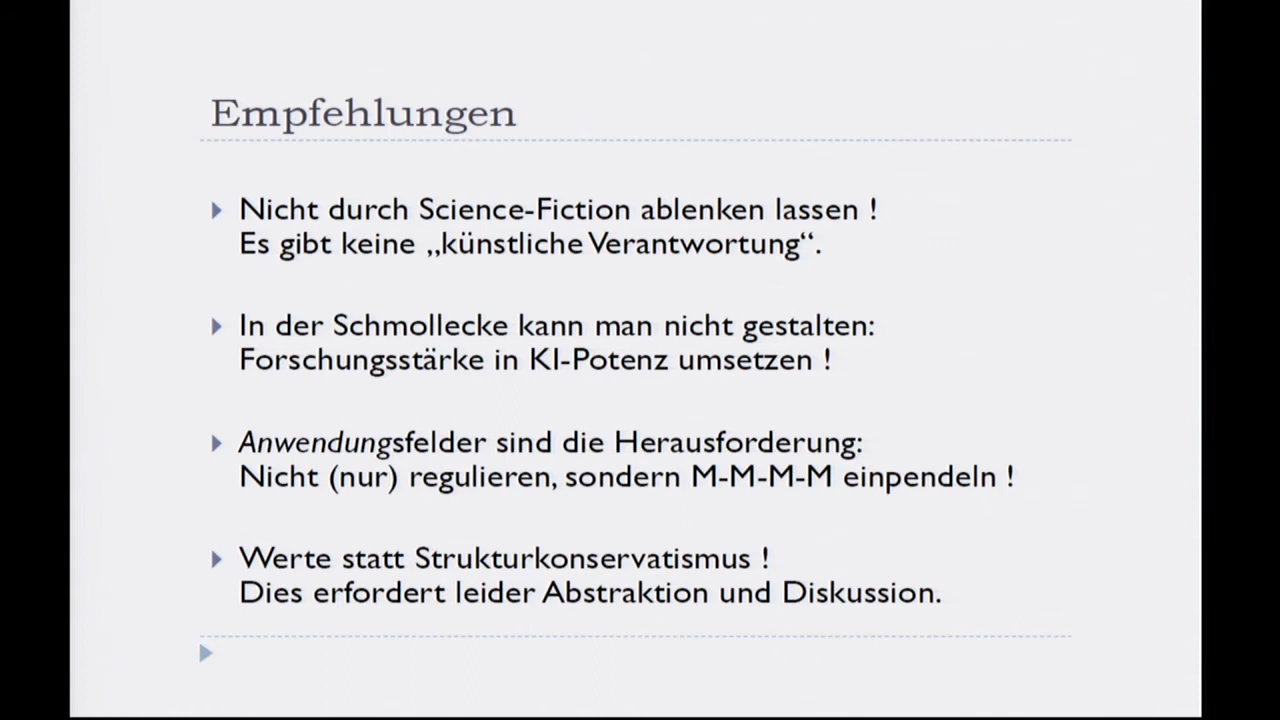 Empfehlungen
Nicht durch Science-Fiction ablenken lassen !
Es gibt keine „künstliche Verantwortung“.
In der Schmollecke kann man nicht gestalten:
Forschungsstärke in KI-Potenz umsetzen !
Anwendungsfelder sind die Herausforderung:
Nicht (nur) regulieren, sondern M-M-M-M einpendeln !
Werte statt Strukturkonservatismus !
Dies erfordert leider Abstraktion und Diskussion.